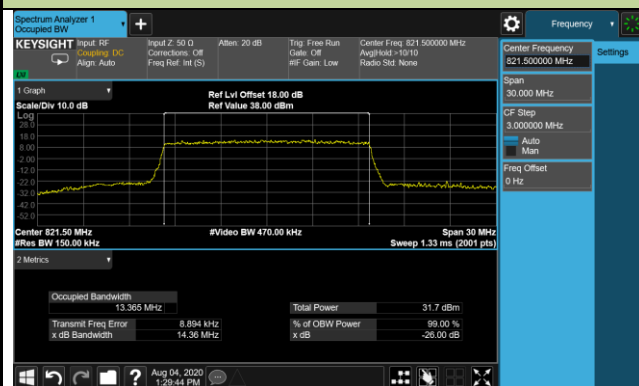 Spectrum Analyzer 1
Occupied BW
Frequency
KEYSIGHT
Input: RF
Coupling: DC
Align: Auto
Input Z: 50 Ω
Corrections: Off
Freq Ref: Int (S)
Atten: 20 dB
Trig: Free Run
Gate: Off
#IF Gain: Low
Center Freq: 821.500000 MHz
Avg|Hold:>10/10
Radio Std: None
Center Frequency
821.500000 MHz
Settings
Span
30.000 MHz
CF Step
3.000000 MHz
Auto
Man
Freq Offset
0 Hz
1 Graph
Scale/Div 10.0 dB
Ref Lvl Offset 18.00 dB
Ref Value 38.00 dBm
Log
28.0
18.0
8.00
-2.00
-12.0
-22.0
-32.0
-42.0
-52.0
Center 821.50 MHz
#Res BW 150.00 kHz
#Video BW 470.00 kHz
Span 30 MHz
Sweep 1.33 ms (2001 pts)
2 Metrics
Occupied Bandwidth
13.365 MHz
Total Power 31.7 dBm
Transmit Freq Error 8.894 kHz
% of OBW Power 99.00 %
x dB Bandwidth 14.36 MHz
x dB -26.00 dB
Aug 04, 2020
1:29:44 PM